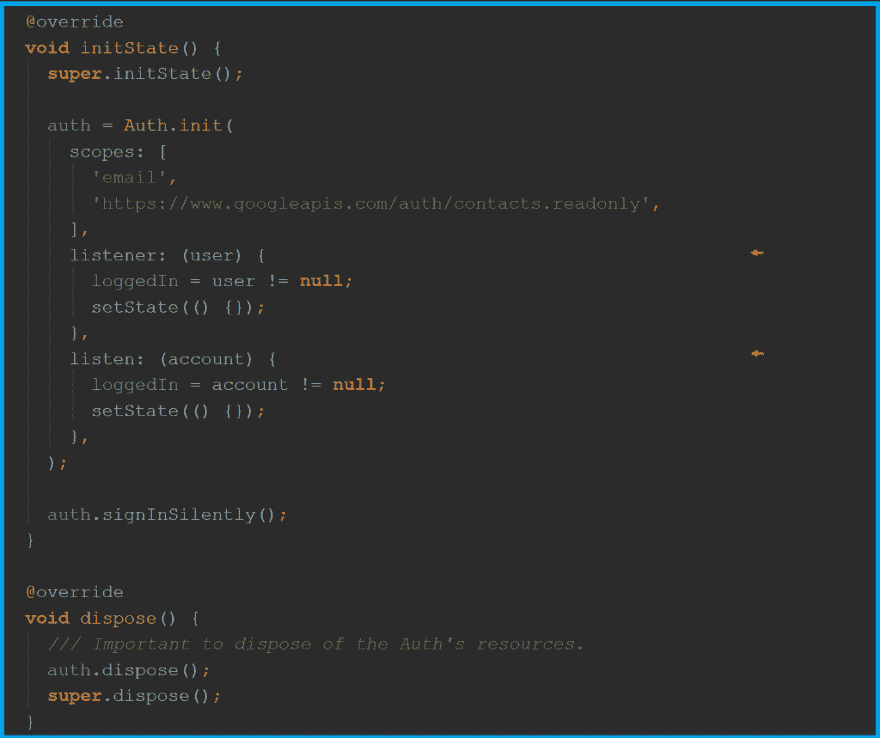 @override
void initState() {
  super.initState();

  auth = Auth.init(
    scopes: [
      'email',
      'https://www.googleapis.com/auth/contacts.readonly',
    ],
    listener: (user) {
      loggedIn = user != null;
      setState(() {});
    },
    listen: (account) {
      loggedIn = account != null;
      setState(() {});
    },
  );

  auth.signInSilently();
}

@override
void dispose() {
  /// Important to dispose of the Auth's resources.
  auth.dispose();
  super.dispose();
}